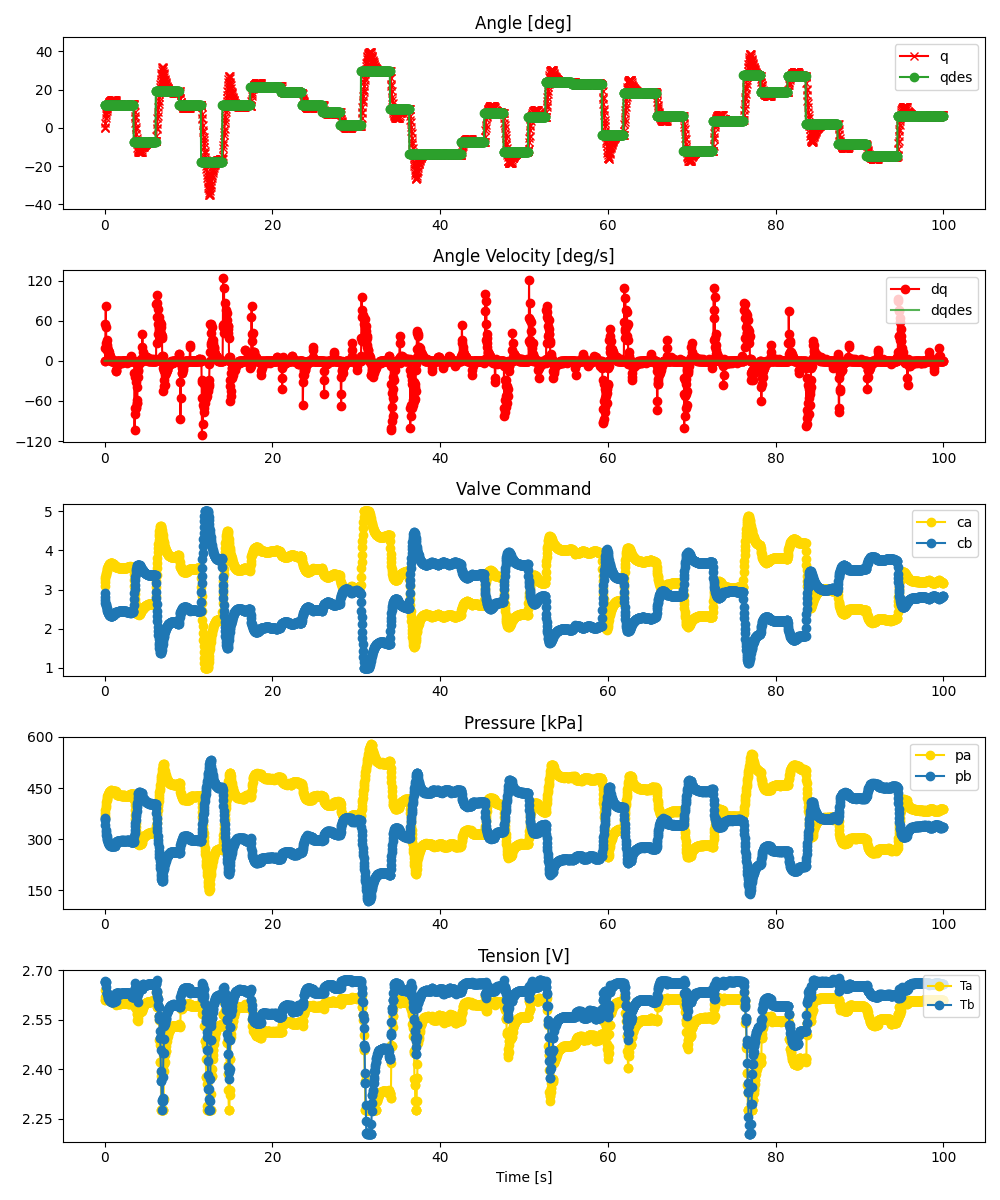 Angle [deg]
40
20
0
−20
−40
q
qdes
0 20 40 60 80 100
Angle Velocity [deg/s]
120
60
0
−60
−120
dq
dqdes
0 20 40 60 80 100
Valve Command
5
4
3
2
1
ca
cb
0 20 40 60 80 100
Pressure [kPa]
600
450
300
150
pa
pb
0 20 40 60 80 100
Tension [V]
2.70
2.55
2.40
2.25
Ta
Tb
0 20 40 60 80 100
Time [s]